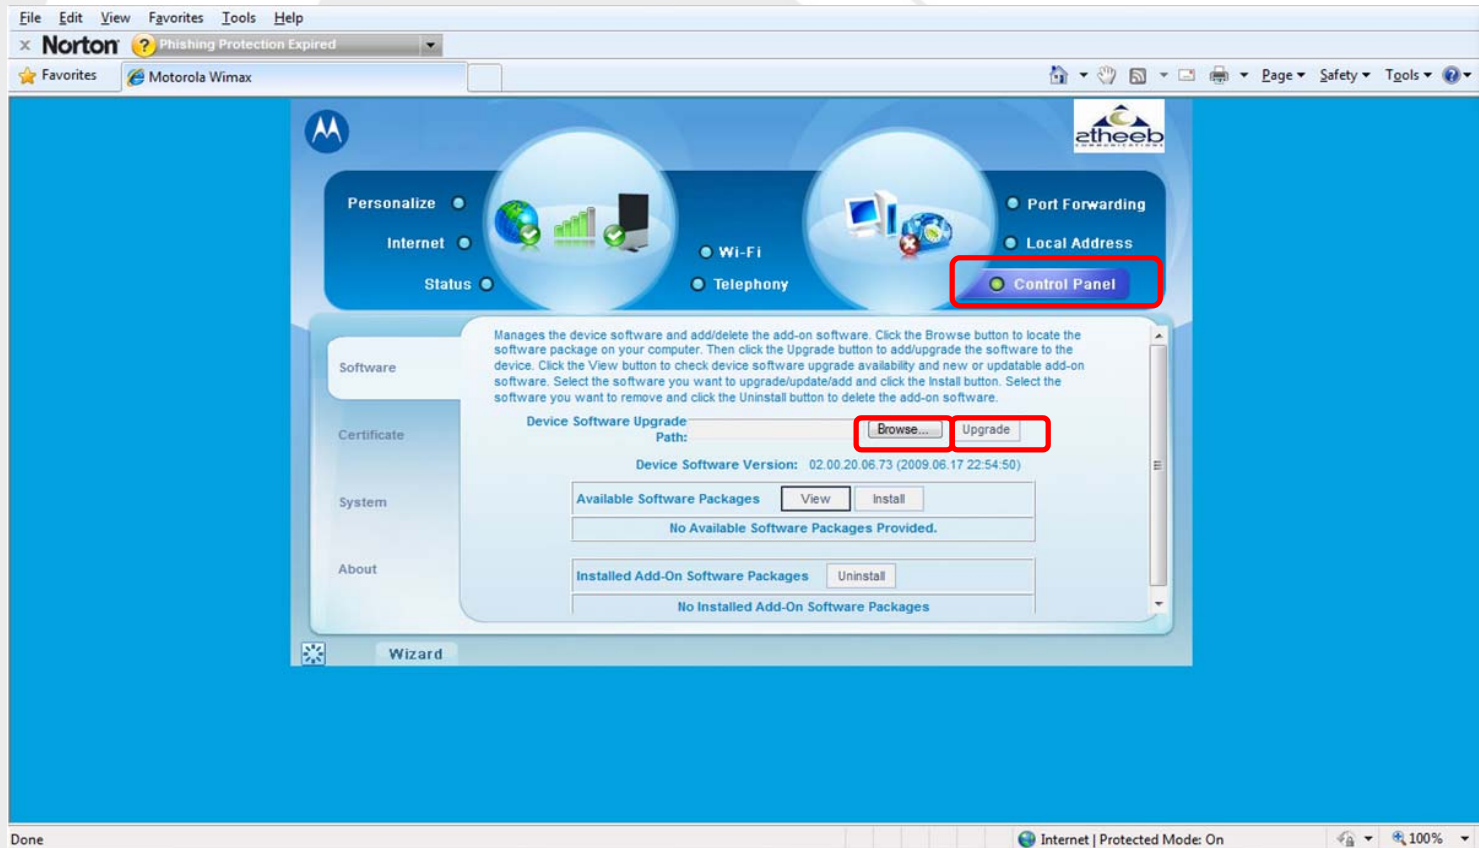 File Edit View Favorites Tools Help
× Norton ? Phishing Protection Expired
Favorites Motorola Wimax Page Safety Tools
atheeb
COMMUNICATIONS
Personalize
Internet
Status
Wi-Fi
Telephony
Port Forwarding
Local Address
Control Panel
Software
Certificate
System
About
Manages the device software and add/delete the add-on software. Click the Browse button to locate the
software package on your computer. Then click the Upgrade button to add/upgrade the software to the
device. Click the View button to check device software upgrade availability and new or updatable add-on
software. Select the software you want to upgrade/update/add and click the Install button. Select the
software you want to remove and click the Uninstall button to delete the add-on software.
Device Software Upgrade
Path: Browse... Upgrade
Device Software Version: 02.00.20.06.73 (2009.06.17 22:54:50)
Available Software Packages View Install
No Available Software Packages Provided.
Installed Add-On Software Packages Uninstall
No Installed Add-On Software Packages
Wizard
Done Internet | Protected Mode: On 100%